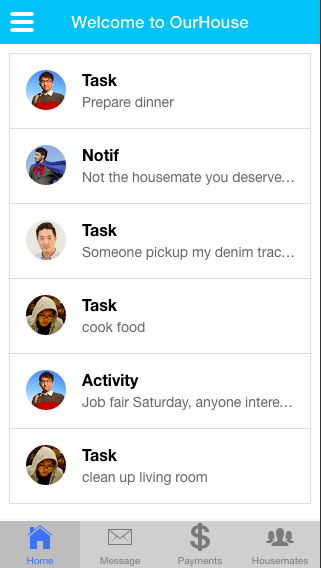 Welcome to OurHouse
Task
Prepare dinner
Notif
Not the housemate you deserve...
Task
Someone pickup my denim trac...
Task
cook food
Activity
Job fair Saturday, anyone intere...
Task
clean up living room
$
Home Message Payments Housemates